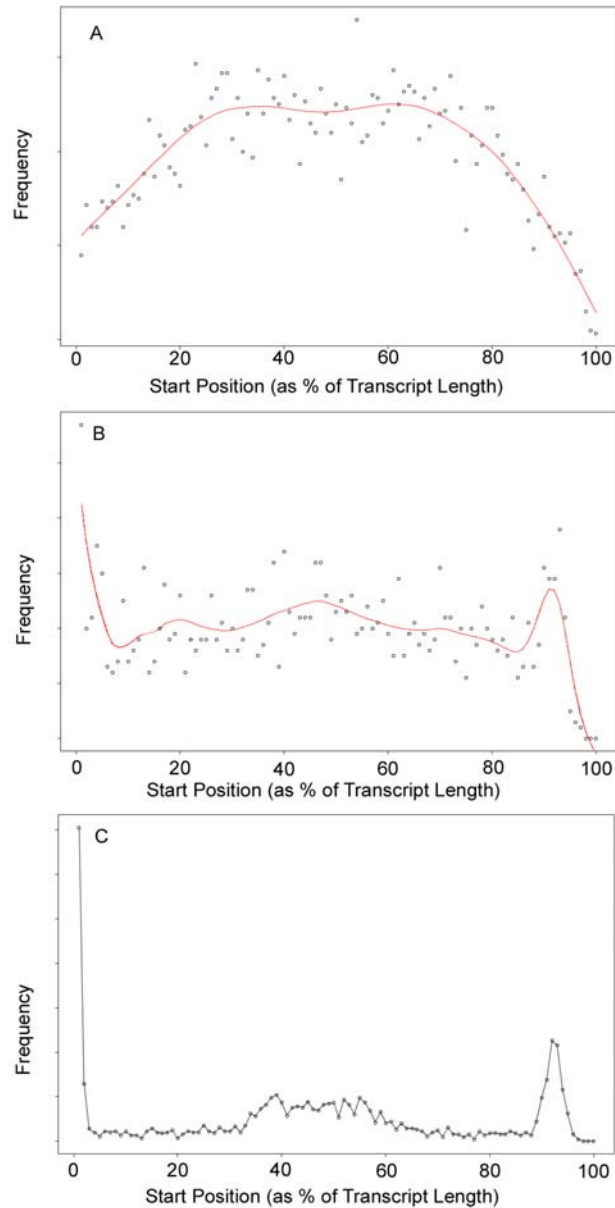 A
Frequency
0 20 40 60 80 100
Start Position (as % of Transcript Length)
B
Frequency
0 20 40 60 80 100
Start Position (as % of Transcript Length)
C
Frequency
0 20 40 60 80 100
Start Position (as % of Transcript Length)